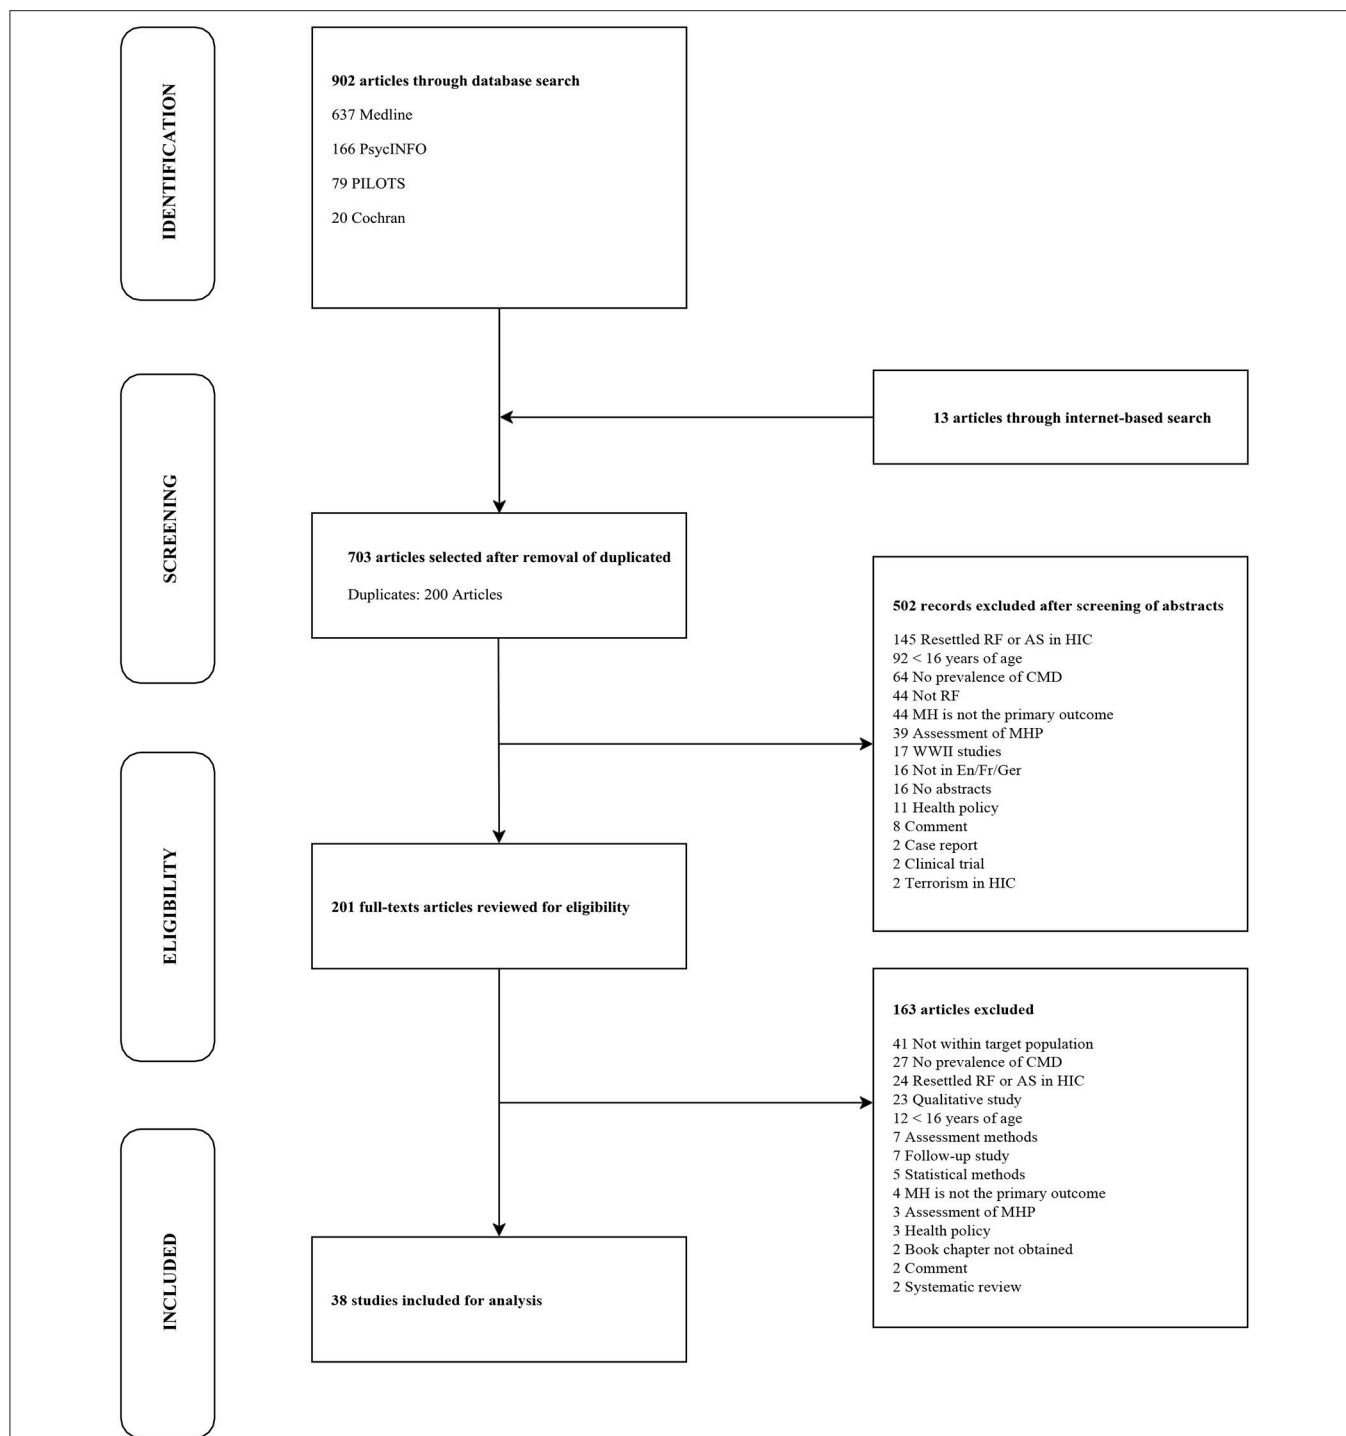 IDENTIFICATION
902 articles through database search
637 Medline
166 PsycINFO
79 PILOTS
20 Cochran
13 articles through internet-based search
SCREENING
703 articles selected after removal of duplicated
Duplicates: 200 Articles
502 records excluded after screening of abstracts
145 Resettled RF or AS in HIC
92 < 16 years of age
64 No prevalence of CMD
44 Not RF
44 MH is not the primary outcome
39 Assessment of MHP
17 WWII studies
16 Not in En/Fr/Ger
16 No abstracts
11 Health policy
8 Comment
2 Case report
2 Clinical trial
2 Terrorism in HIC
ELIGIBILITY
201 full-texts articles reviewed for eligibility
163 articles excluded
41 Not within target population
27 No prevalence of CMD
24 Resettled RF or AS in HIC
23 Qualitative study
12 < 16 years of age
7 Assessment methods
7 Follow-up study
5 Statistical methods
4 MH is not the primary outcome
3 Assessment of MHP
3 Health policy
2 Book chapter not obtained
2 Comment
2 Systematic review
INCLUDED
38 studies included for analysis